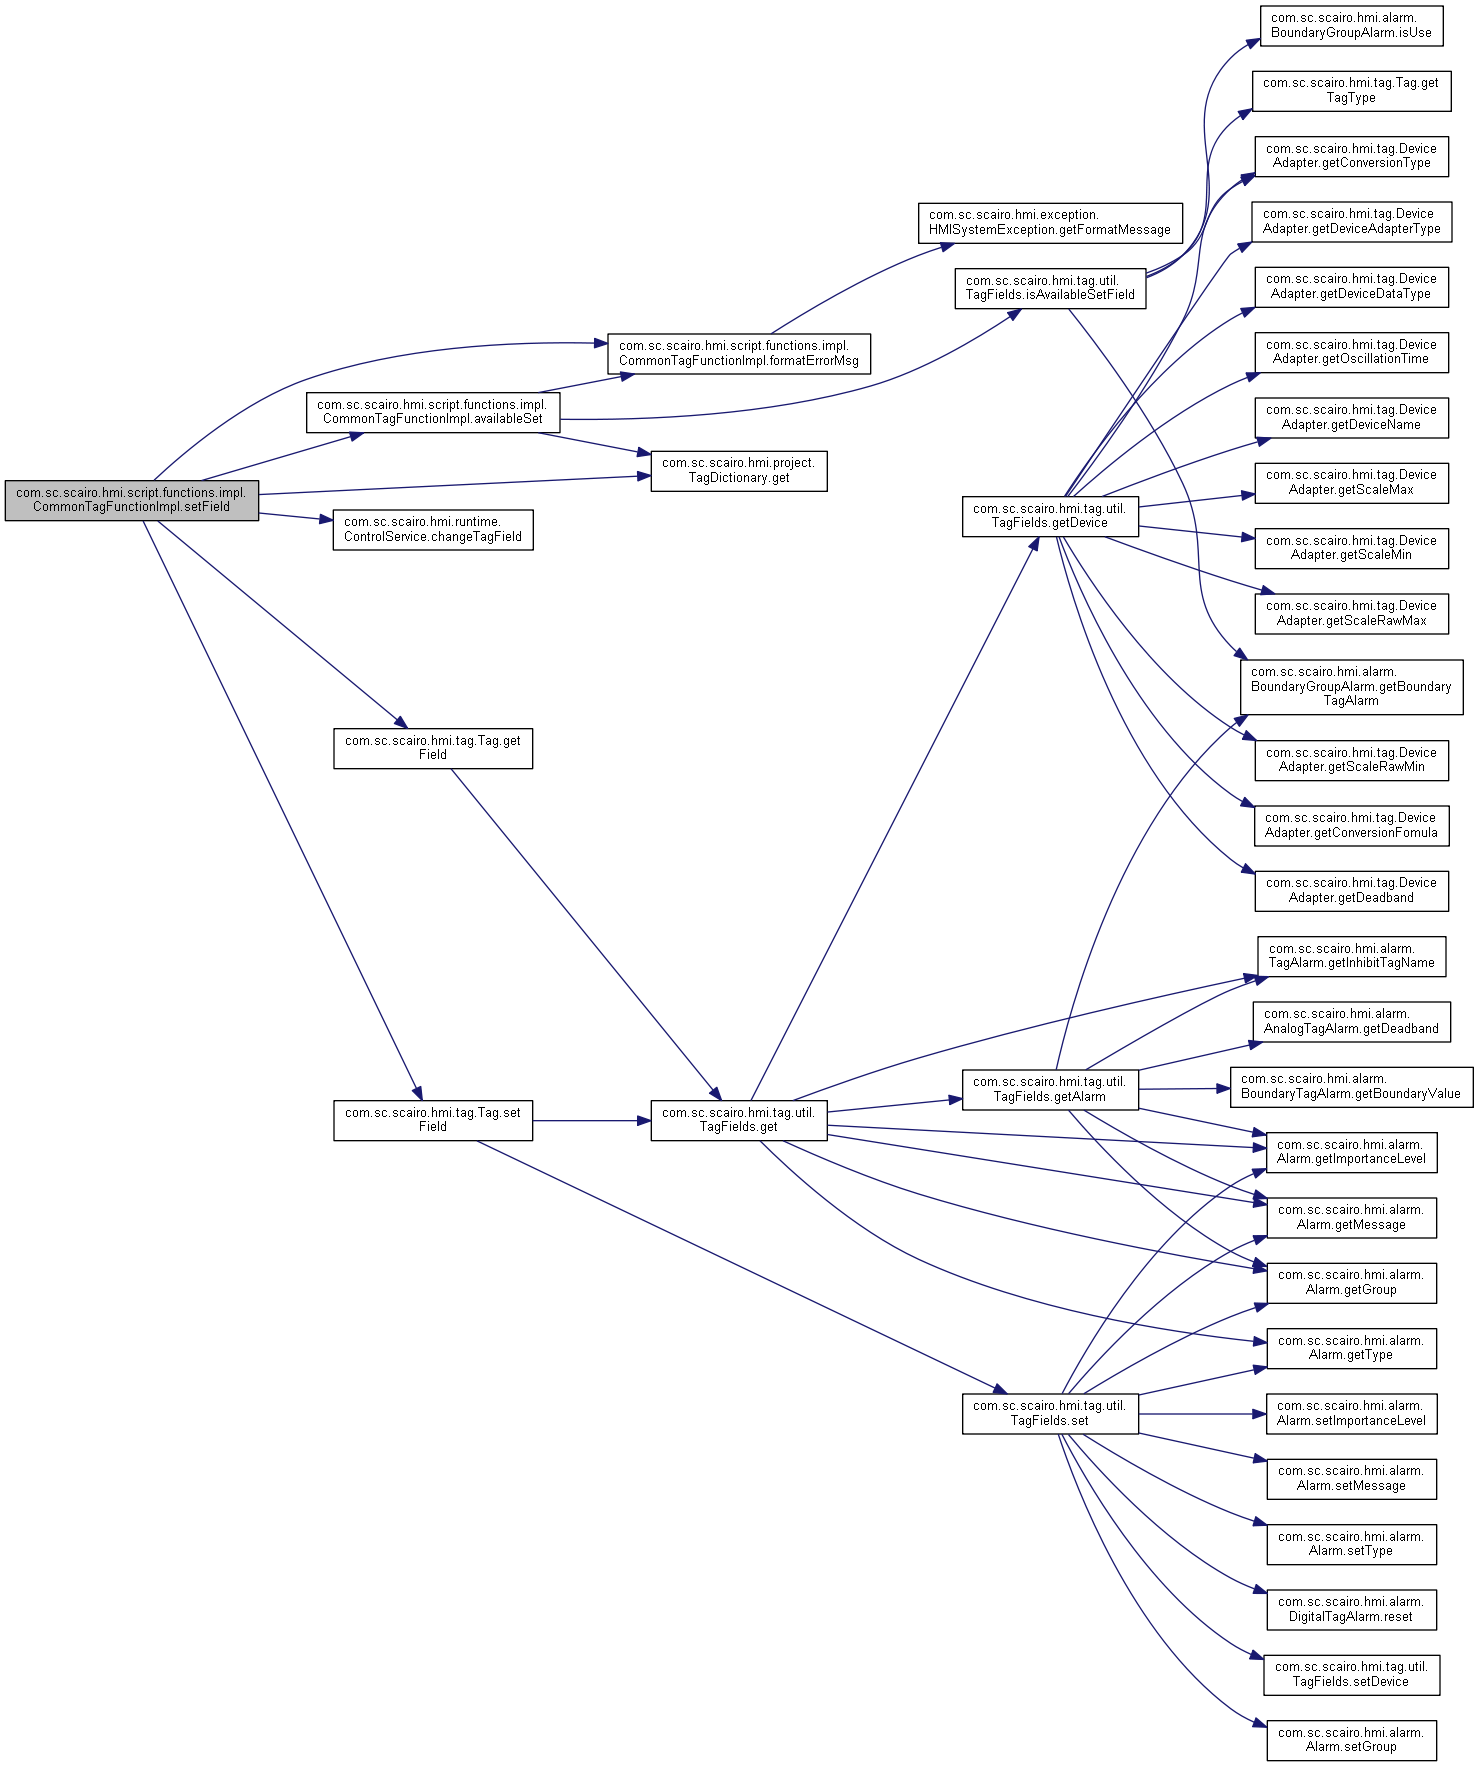 com.sc.scairo.hmi.script.functions.impl.
CommonTagFunctionImpl.setField
com.sc.scairo.hmi.script.functions.impl.
CommonTagFunctionImpl.formatErrorMsg
com.sc.scairo.hmi.script.functions.impl.
CommonTagFunctionImpl.availableSet
com.sc.scairo.hmi.project.
TagDictionary.get
com.sc.scairo.hmi.runtime.
ControlService.changeTagField
com.sc.scairo.hmi.tag.Tag.get
Field
com.sc.scairo.hmi.tag.Tag.set
Field
com.sc.scairo.hmi.tag.util.
TagFields.get
com.sc.scairo.hmi.exception.
HMISystemException.getFormatMessage
com.sc.scairo.hmi.tag.util.
TagFields.isAvailableSetField
com.sc.scairo.hmi.tag.util.
TagFields.getDevice
com.sc.scairo.hmi.tag.util.
TagFields.getAlarm
com.sc.scairo.hmi.tag.util.
TagFields.set
com.sc.scairo.hmi.alarm.
BoundaryGroupAlarm.isUse
com.sc.scairo.hmi.tag.Tag.get
TagType
com.sc.scairo.hmi.tag.Device
Adapter.getConversionType
com.sc.scairo.hmi.tag.Device
Adapter.getDeviceAdapterType
com.sc.scairo.hmi.tag.Device
Adapter.getDeviceDataType
com.sc.scairo.hmi.tag.Device
Adapter.getOscillationTime
com.sc.scairo.hmi.tag.Device
Adapter.getDeviceName
com.sc.scairo.hmi.tag.Device
Adapter.getScaleMax
com.sc.scairo.hmi.tag.Device
Adapter.getScaleMin
com.sc.scairo.hmi.tag.Device
Adapter.getScaleRawMax
com.sc.scairo.hmi.alarm.
BoundaryGroupAlarm.getBoundary
TagAlarm
com.sc.scairo.hmi.tag.Device
Adapter.getScaleRawMin
com.sc.scairo.hmi.tag.Device
Adapter.getConversionFomula
com.sc.scairo.hmi.tag.Device
Adapter.getDeadband
com.sc.scairo.hmi.alarm.
TagAlarm.getInhibitTagName
com.sc.scairo.hmi.alarm.
AnalogTagAlarm.getDeadband
com.sc.scairo.hmi.alarm.
BoundaryTagAlarm.getBoundaryValue
com.sc.scairo.hmi.alarm.
Alarm.getImportanceLevel
com.sc.scairo.hmi.alarm.
Alarm.getMessage
com.sc.scairo.hmi.alarm.
Alarm.getGroup
com.sc.scairo.hmi.alarm.
Alarm.getType
com.sc.scairo.hmi.alarm.
Alarm.setImportanceLevel
com.sc.scairo.hmi.alarm.
Alarm.setMessage
com.sc.scairo.hmi.alarm.
Alarm.setType
com.sc.scairo.hmi.alarm.
DigitalTagAlarm.reset
com.sc.scairo.hmi.tag.util.
TagFields.setDevice
com.sc.scairo.hmi.alarm.
Alarm.setGroup